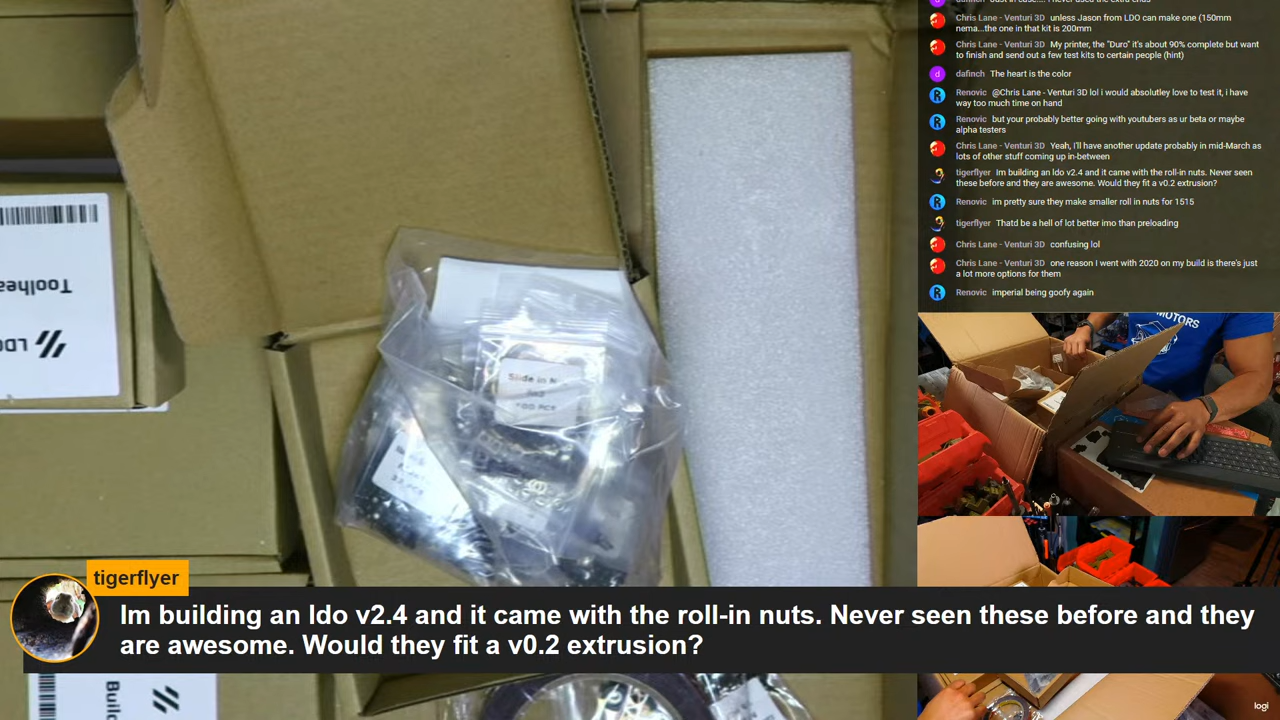 Chris Lane - Venturi 3D unless Jason from LDO can make one (150mm
nema...the one in that kit is 200mm
Chris Lane - Venturi 3D My printer, the "Duro" it's about 90% complete but want
to finish and send out a few test kits to certain people (hint)
d dafinch The heart is the color
Renovic @Chris Lane - Venturi 3D lol i would absolutley love to test it, i have
way too much time on hand
Renovic but your probably better going with youtubers as ur beta or maybe
alpha testers
Chris Lane - Venturi 3D Yeah, I'll have another update probably in mid-March as
lots of other stuff coming up in-between
tigerflyer Im building an ldo v2.4 and it came with the roll-in nuts. Never seen
these before and they are awesome. Would they fit a v0.2 extrusion?
Renovic im pretty sure they make smaller roll in nuts for 1515
tigerflyer Thatd be a hell of lot better imo than preloading
Chris Lane - Venturi 3D confusing lol
Chris Lane - Venturi 3D one reason I went with 2020 on my build is there's just
a lot more options for them
Renovic imperial being goofy again
MOTORS
Toolhea
LDO
Slide in
100 PCS
tigerflyer
Im building an ldo v2.4 and it came with the roll-in nuts. Never seen these before and they
are awesome. Would they fit a v0.2 extrusion?
Buil
logi